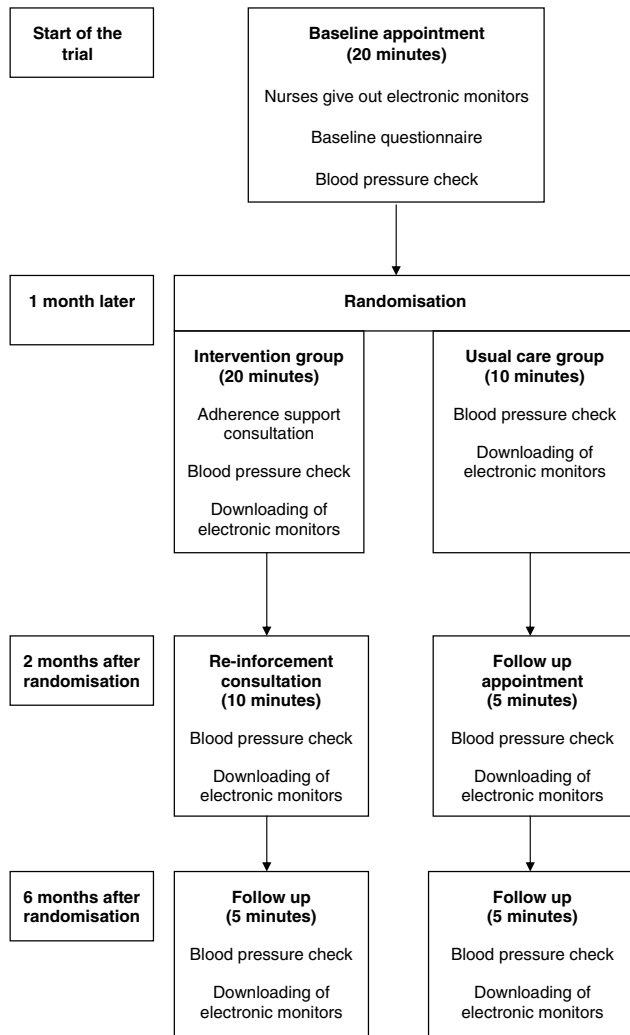 Start of the
trial
Baseline appointment
(20 minutes)
Nurses give out electronic monitors
Baseline questionnaire
Blood pressure check
1 month later
Randomisation
Intervention group
(20 minutes)
Adherence support
consultation
Blood pressure check
Downloading of
electronic monitors
Usual care group
(10 minutes)
Blood pressure check
Downloading of
electronic monitors
2 months after
randomisation
Re-inforcement
consultation
(10 minutes)
Blood pressure check
Downloading of
electronic monitors
Follow up
appointment
(5 minutes)
Blood pressure check
Downloading of
electronic monitors
6 months after
randomisation
Follow up
(5 minutes)
Blood pressure check
Downloading of
electronic monitors
Follow up
(5 minutes)
Blood pressure check
Downloading of
electronic monitors